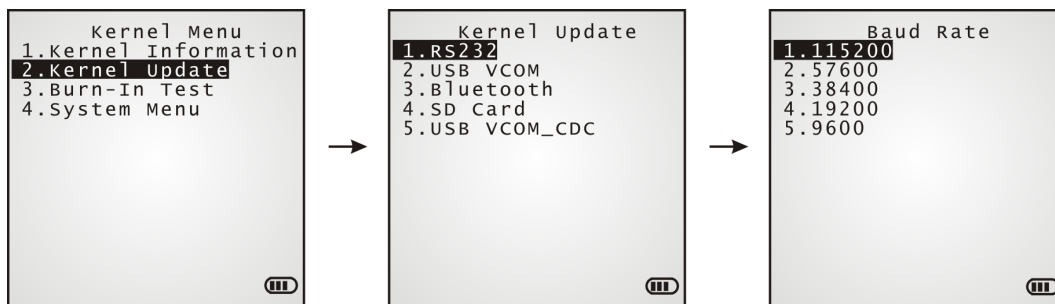 Kernel Menu
1.Kernel Information
2.Kernel Update
3.Burn-In Test
4.System Menu
Kernel Update
1.RS232
2.USB VCOM
3.Bluetooth
4.SD Card
5.USB VCOM_CDC
Baud Rate
1.115200
2.57600
3.38400
4.19200
5.9600